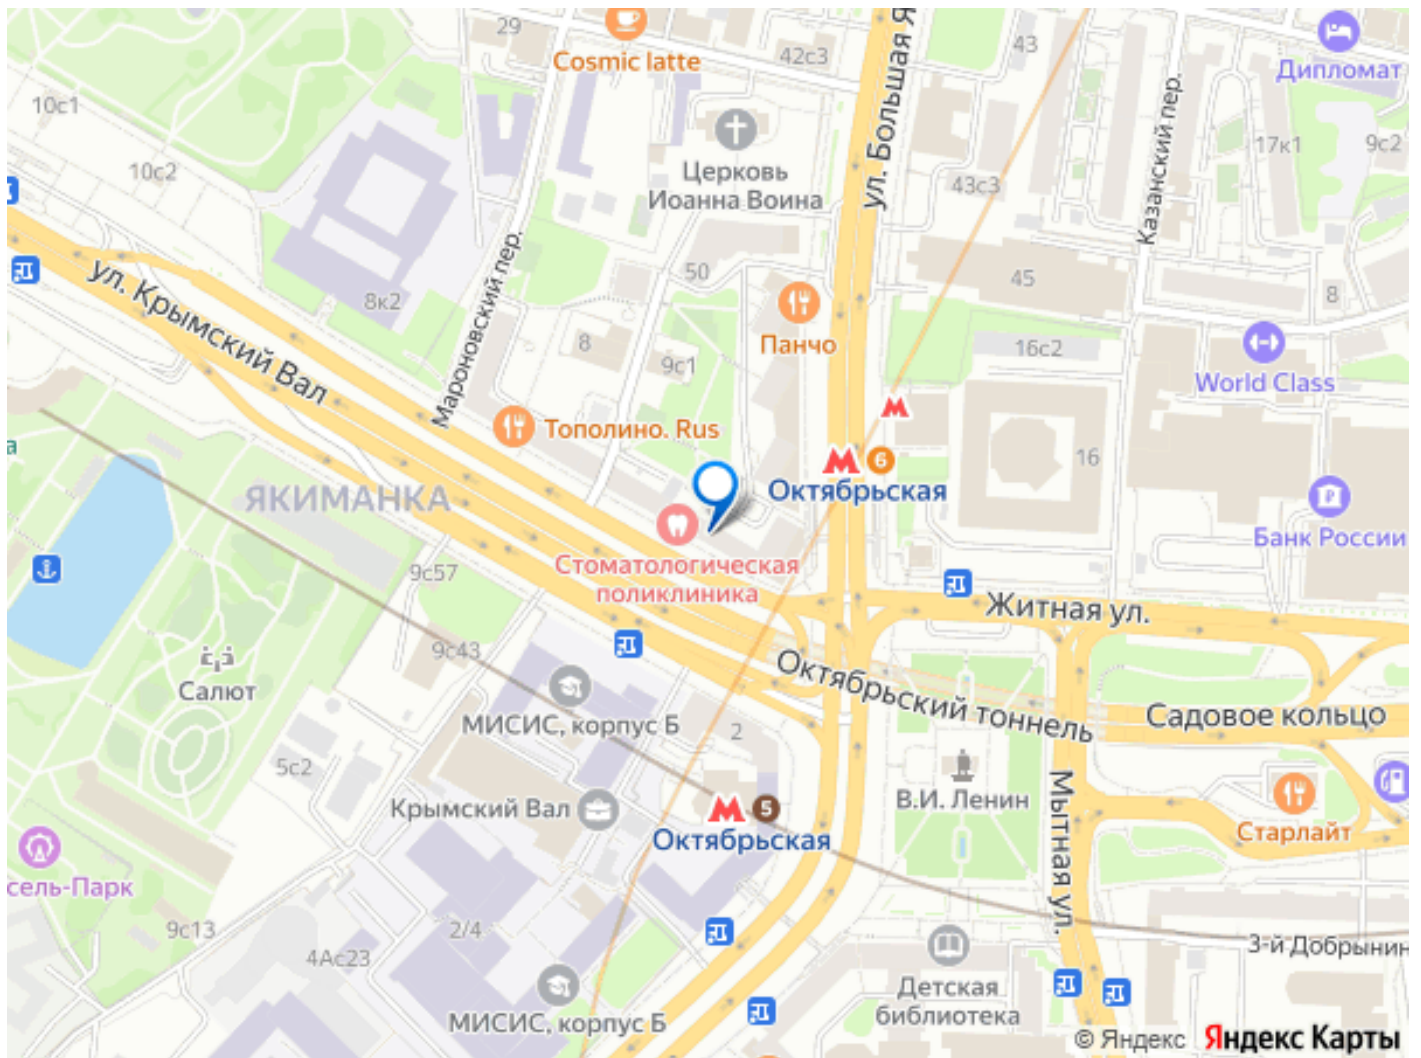 29
Cosmic latte
42с3
ул. Большая Я
43
Дипломат
10с1
10с2
Церковь
Иоанна Воина
43с3
Казанский пер.
17к1
9с2
ул. Крымский Вал
8к2
Мароновский пер.
50
45
8
Панчо
8
9с1
16с2
World Class
Тополино. Rus
М
а
ЯКИМАНКА
М 6
Октябрьская
16
Банк России
Стоматологическая
поликлиника
9с57
Житная ул.
9с43
Салют
Октябрьский тоннель
Садовое кольцо
МИСИС, корпус Б
2
5с2
В.И. Ленин
Мытная ул.
Крымский Вал
М 5
Октябрьская
Старлайт
сель-Парк
9с13
2/4
4Ас23
3-й Добрынин
МИСИС, корпус Б
Детская
библиотека
© Яндекс Яндекс Карты